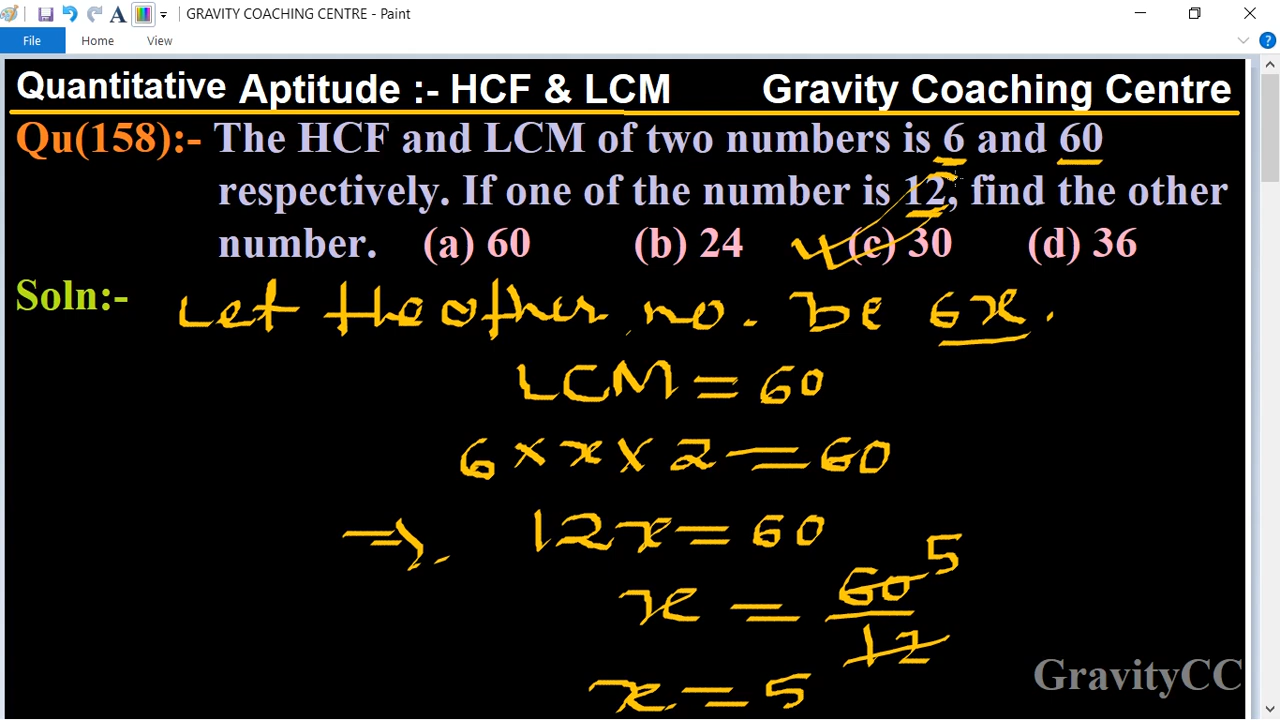 GRAVITY COACHING CENTRE - Paint
File Home View
Quantitative Aptitude :- HCF & LCM Gravity Coaching Centre
Qu(158):- The HCF and LCM of two numbers is 6 and 60
respectively. If one of the number is 12, find the other
number. (a) 60 (b) 24 (c) 30 (d) 36
Soln:- Let the other no. be 6x.
LCM = 60
6 × x × 2 = 60
⇒ 12x = 60
x = 60/12 5
x = 5
GravityCC